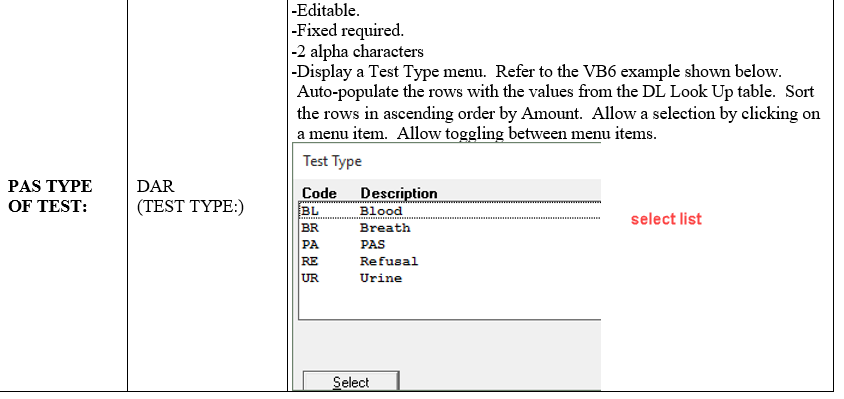 -Editable.
-Fixed required.
-2 alpha characters
-Display a Test Type menu.  Refer to the VB6 example shown below.
Auto-populate the rows with the values from the DL Look Up table.  Sort
the rows in ascending order by Amount.  Allow a selection by clicking on
a menu item.  Allow toggling between menu items.
PAS TYPE
OF TEST:
DAR
(TEST TYPE:)
Test Type
Code Description
BL Blood
BR Breath
PA PAS
RE Refusal
UR Urine
Select
select list